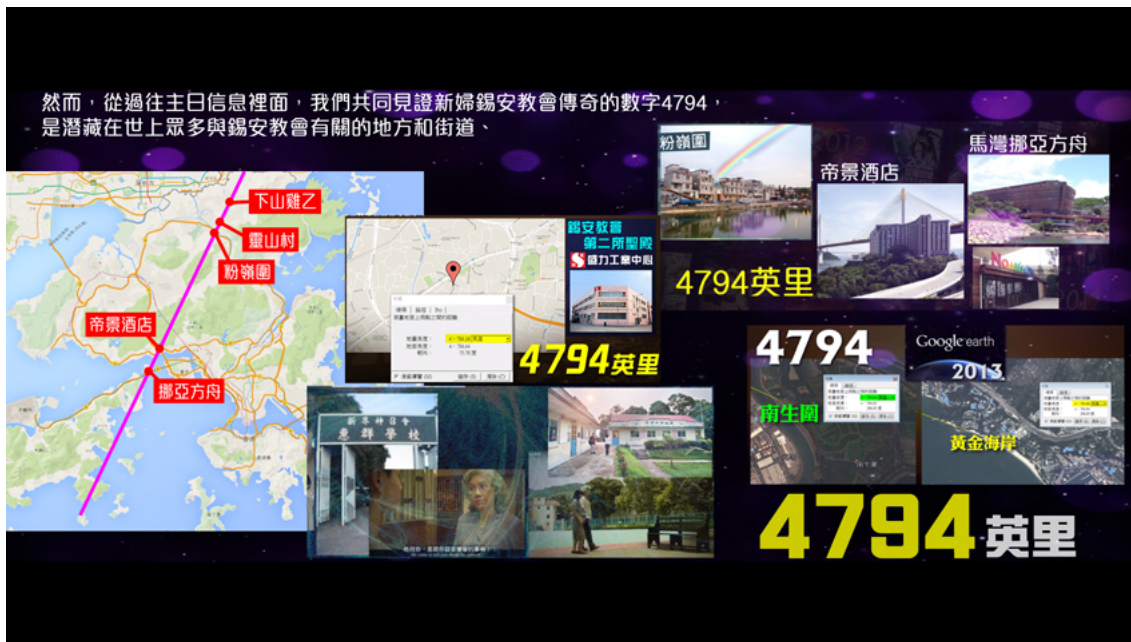 然而，從過往主日信息裡面，我們共同見證新婦錫安教會傳奇的數字4794，
是潛藏在世上眾多與錫安教會有關的地方和街道、
下山雞乙
靈山村
粉嶺圍
帝景酒店
挪亞方舟
錫安教會
第二所聖殿
盛力工業中心
4794英里
粉嶺圍
帝景酒店
馬灣挪亞方舟
4794英里
惠群學校
4794
南生圍
Google earth
2013
黃金海岸
4794英里